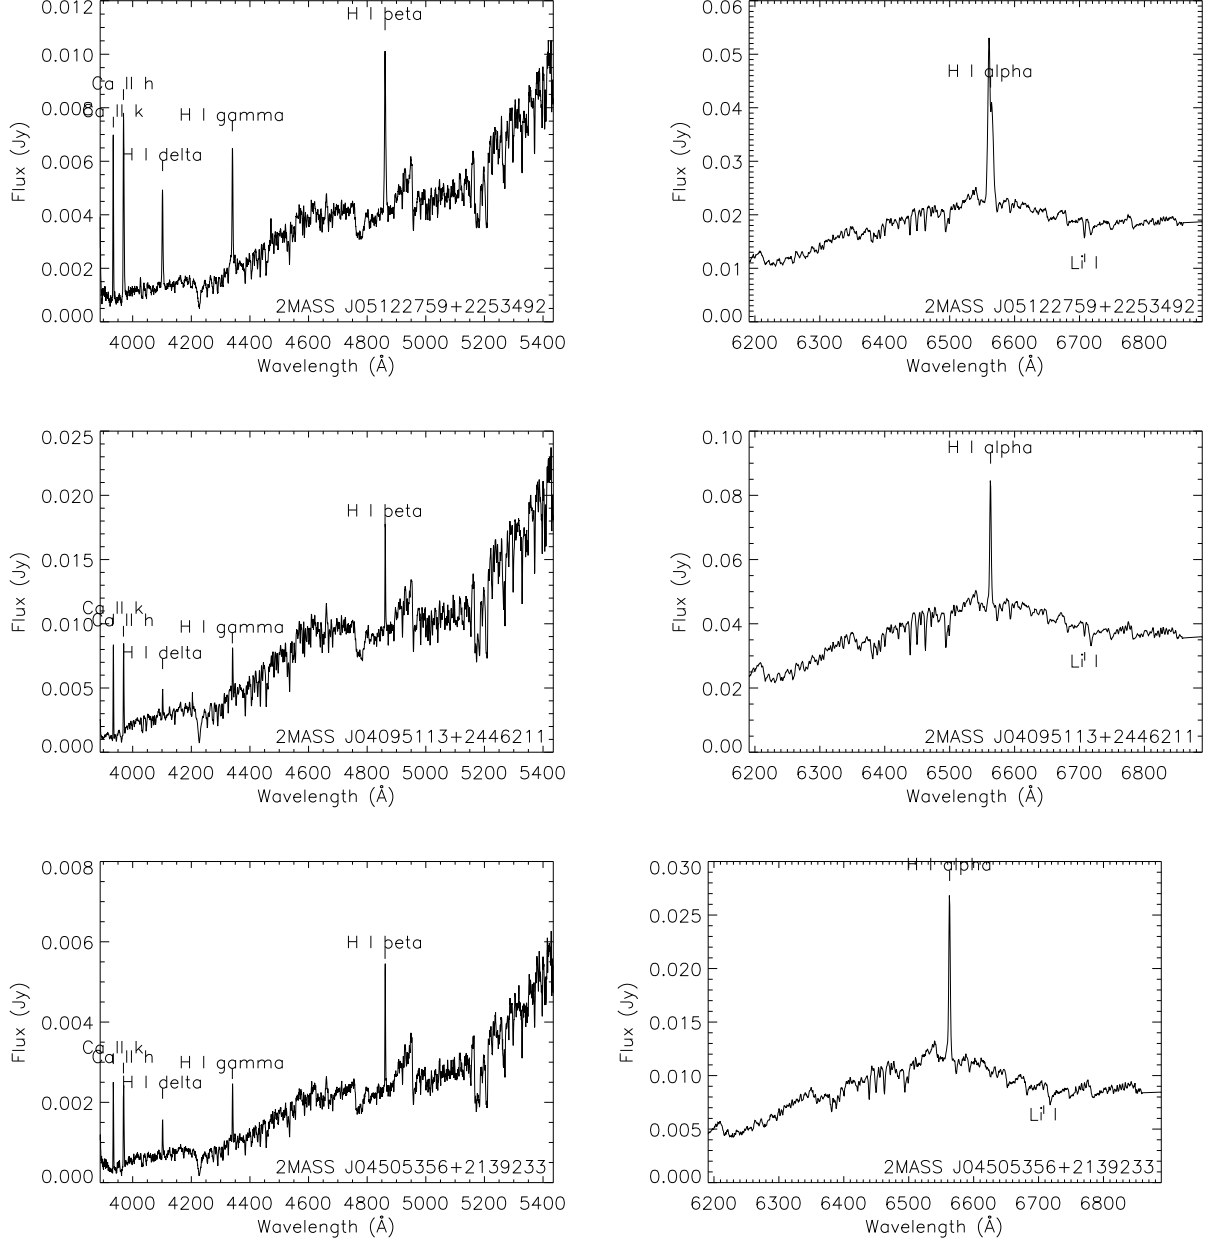 0.012
0.010
0.008
0.006
0.004
0.002
0.000
Flux (Jy)
Ca II h
Ca II k
H I delta
H I gamma
H I beta
2MASS J05122759+2253492
4000 4200 4400 4600 4800 5000 5200 5400
Wavelength (Å)
0.06
0.05
0.04
0.03
0.02
0.01
0.00
Flux (Jy)
H I alpha
Li I
2MASS J05122759+2253492
6200 6300 6400 6500 6600 6700 6800
Wavelength (Å)
0.025
0.020
0.015
0.010
0.005
0.000
Flux (Jy)
Ca II k
Ca II h
H I delta
H I gamma
H I beta
2MASS J04095113+2446211
4000 4200 4400 4600 4800 5000 5200 5400
Wavelength (Å)
0.10
0.08
0.06
0.04
0.02
0.00
Flux (Jy)
H I alpha
Li I
2MASS J04095113+2446211
6200 6300 6400 6500 6600 6700 6800
Wavelength (Å)
0.008
0.006
0.004
0.002
0.000
Flux (Jy)
Ca II k
Ca II h
H I delta
H I gamma
H I beta
2MASS J04505356+2139233
4000 4200 4400 4600 4800 5000 5200 5400
Wavelength (Å)
0.030
0.025
0.020
0.015
0.010
0.005
0.000
Flux (Jy)
H I alpha
Li I
2MASS J04505356+2139233
6200 6300 6400 6500 6600 6700 6800
Wavelength (Å)